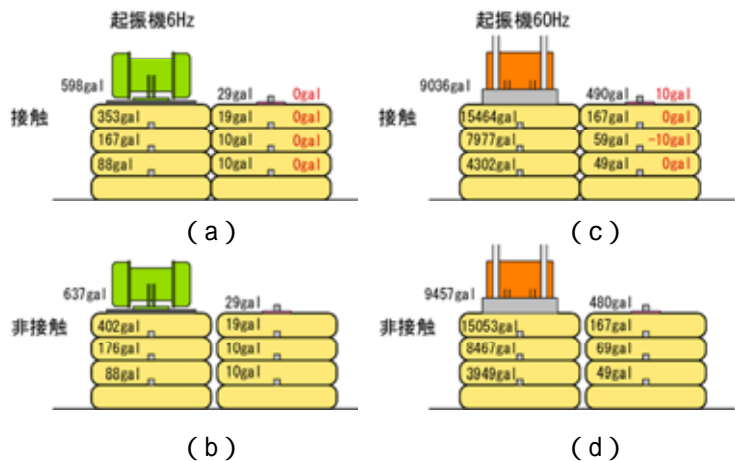 起振機6Hz
起振機60Hz
598gal
29gal 0gal
接触
353gal 19gal 0gal
167gal 10gal 0gal
88gal 10gal 0gal
(a)
9036gal
490gal 10gal
接触
15464gal 167gal 0gal
7977gal 59gal -10gal
4302gal 49gal 0gal
(c)
637gal
29gal
非接触
402gal 19gal
176gal 10gal
88gal 10gal
(b)
9457gal
480gal
非接触
15053gal 167gal
8467gal 69gal
3949gal 49gal
(d)